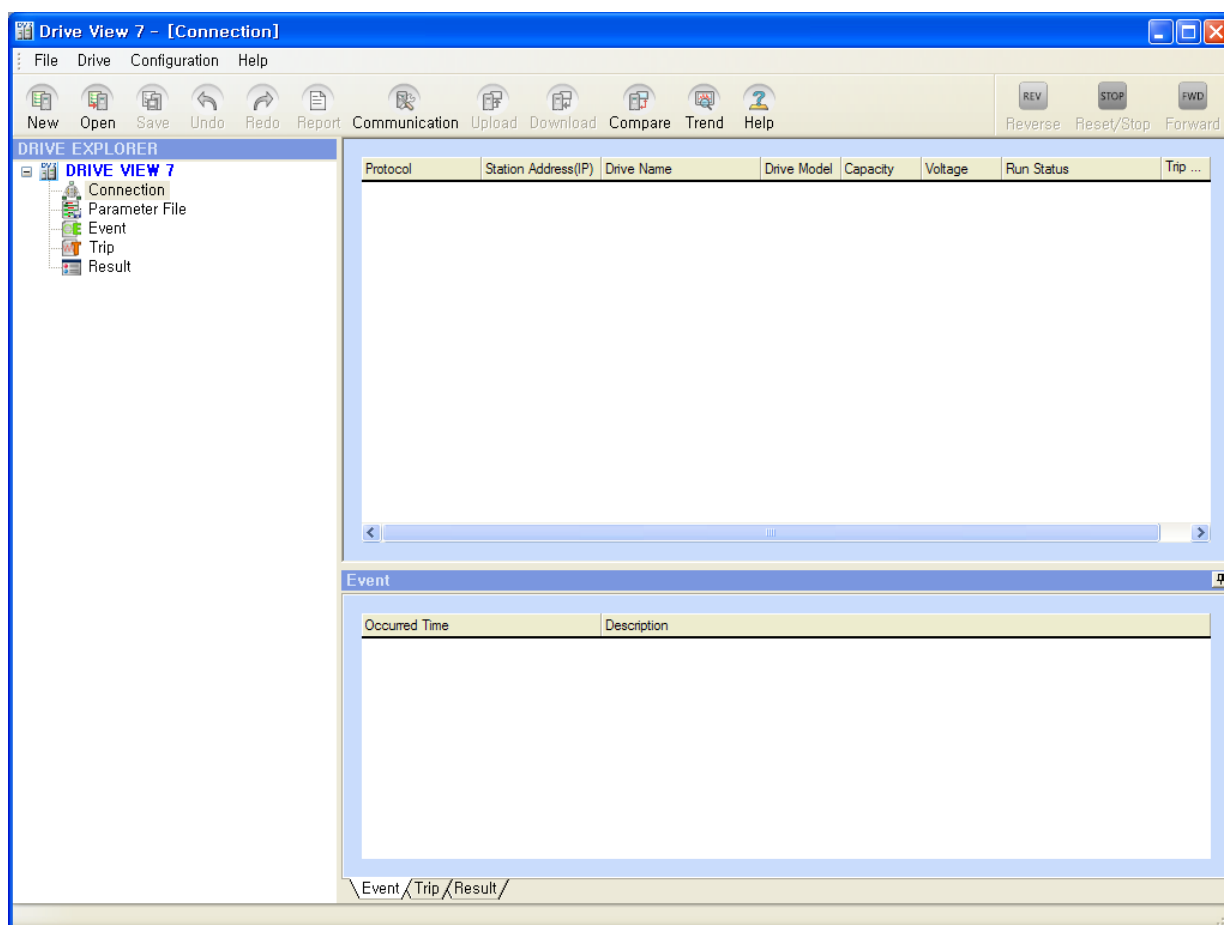 Drive View 7 - [Connection]
File Drive Configuration Help
New Open Save Undo Redo Report Communication Upload Download Compare Trend Help
REV STOP FWD
Reverse Reset/Stop Forward
DRIVE EXPLORER
DRIVE VIEW 7
Connection
Parameter File
Event
Trip
Result
Protocol Station Address(IP) Drive Name Drive Model Capacity Voltage Run Status Trip ...
Event
Occurred Time Description
Event Trip Result